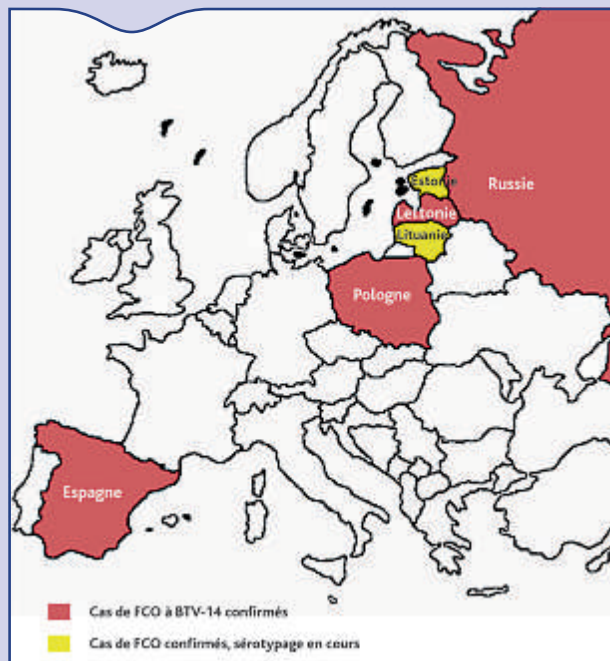 Estonie
Russie
Lettonie
Lituanie
Pologne
Espagne
Cas de FCO à BTV-14 confirmés
Cas de FCO confirmés, sérotypage en cours